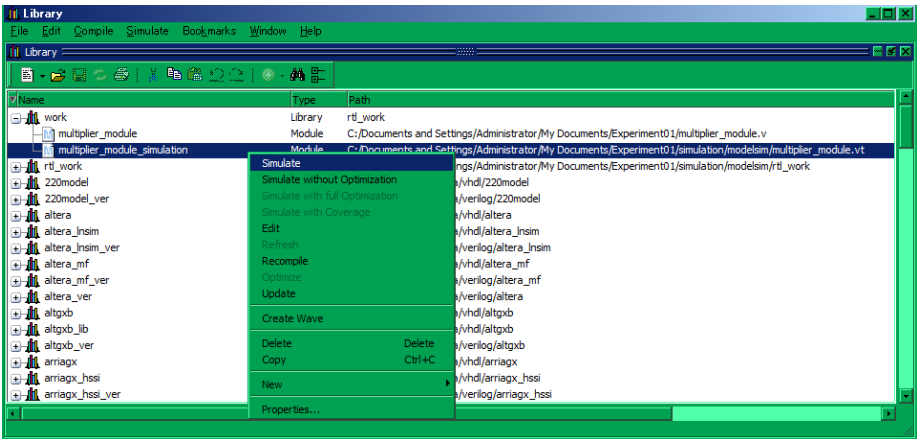 Library
File Edit Compile Simulate Bookmarks Window Help
Library
Name Type Path
work Library rtl_work
multiplier_module Module C:/Documents and Settings/Administrator/My Documents/Experiment01/multiplier_module.v
multiplier_module_simulation Module C:/Documents and Settings/Administrator/My Documents/Experiment01/simulation/modelsim/multiplier_module.vt
rtl_work ngs/Administrator/My Documents/Experiment01/simulation/modelsim/rtl_work
220model a/vhdl/220model
220model_ver a/verilog/220model
altera a/vhdl/altera
altera_lnsim a/vhdl/altera_lnsim
altera_lnsim_ver a/verilog/altera_lnsim
altera_mf a/vhdl/altera_mf
altera_mf_ver a/verilog/altera_mf
altera_ver a/verilog/altera
altgxb a/vhdl/altgxb
altgxb_lib a/vhdl/altgxb
altgxb_ver a/verilog/altgxb
arriagx a/vhdl/arriagx
arriagx_hssi a/vhdl/arriagx_hssi
arriagx_hssi_ver a/verilog/arriagx_hssi
Simulate
Simulate without Optimization
Simulate with full Optimization
Simulate with Coverage
Edit
Refresh
Recompile
Optimize
Update
Create Wave
Delete Delete
Copy Ctrl+C
New
Properties...